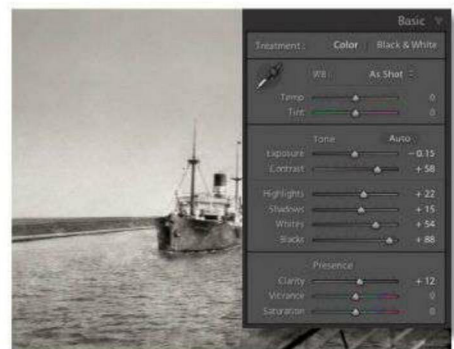 Basic
Treatment : Color | Black & White
WB : As Shot
Temp 0
Tint 0
Tone Auto
Exposure − 0.15
Contrast + 58
Highlights + 22
Shadows + 15
Whites + 54
Blacks + 88
Presence
Clarity + 12
Vibrance 0
Saturation 0